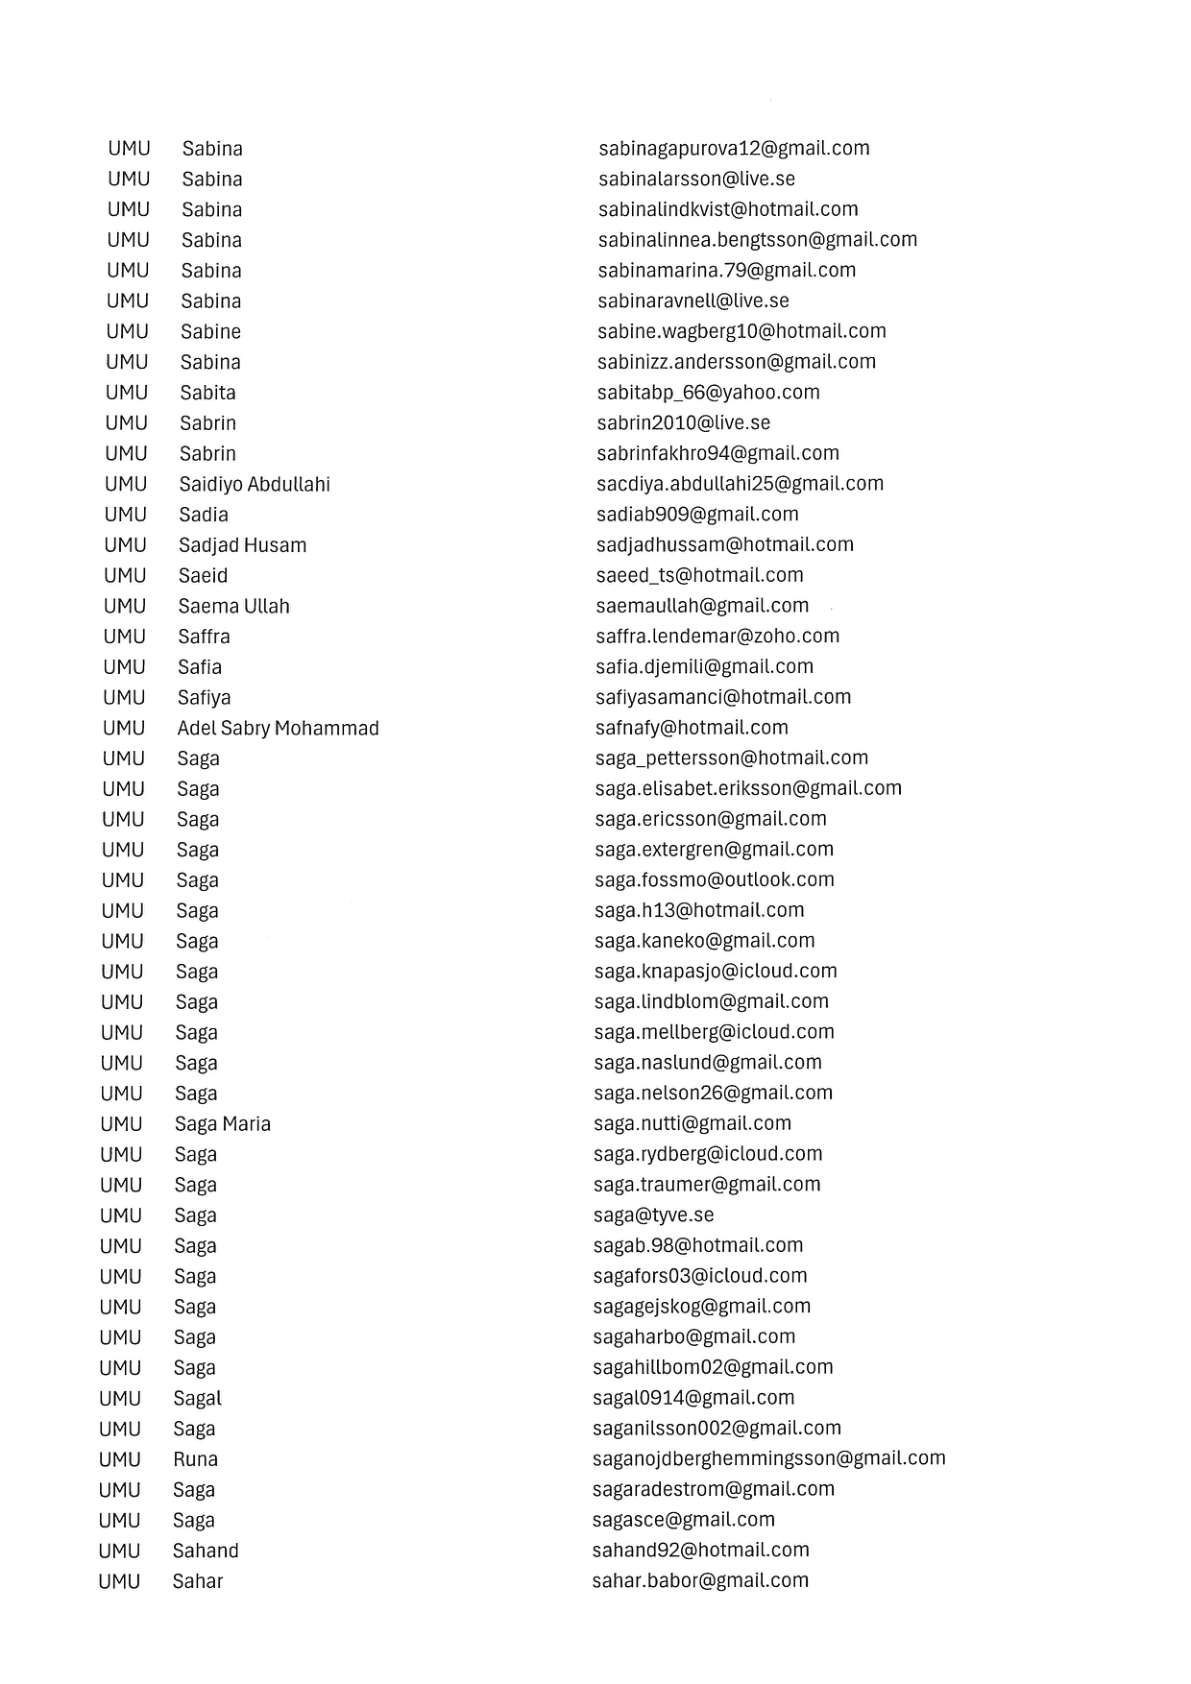 UMU Sabina sabinagapurova12@gmail.com
UMU Sabina sabinalarsson@live.se
UMU Sabina sabinalindkvist@hotmail.com
UMU Sabina sabinalinnea.bengtsson@gmail.com
UMU Sabina sabinamarina.79@gmail.com
UMU Sabina sabinaravnell@live.se
UMU Sabine sabine.wagberg10@hotmail.com
UMU Sabina sabinizz.andersson@gmail.com
UMU Sabita sabitabp_66@yahoo.com
UMU Sabrin sabrin2010@live.se
UMU Sabrin sabrinfakhro94@gmail.com
UMU Saidiyo Abdullahi sacdiya.abdullahi25@gmail.com
UMU Sadia sadiab909@gmail.com
UMU Sadjad Husam sadjadhussam@hotmail.com
UMU Saeid saeed_ts@hotmail.com
UMU Saema Ullah saemaullah@gmail.com
UMU Saffra saffra.lendemar@zoho.com
UMU Safia safia.djemili@gmail.com
UMU Safiya safiyasamanci@hotmail.com
UMU Adel Sabry Mohammad safnafy@hotmail.com
UMU Saga saga_pettersson@hotmail.com
UMU Saga saga.elisabet.eriksson@gmail.com
UMU Saga saga.ericsson@gmail.com
UMU Saga saga.extergren@gmail.com
UMU Saga saga.fossmo@outlook.com
UMU Saga saga.h13@hotmail.com
UMU Saga saga.kaneko@gmail.com
UMU Saga saga.knapasjo@icloud.com
UMU Saga saga.lindblom@gmail.com
UMU Saga saga.mellberg@icloud.com
UMU Saga saga.naslund@gmail.com
UMU Saga saga.nelson26@gmail.com
UMU Saga Maria saga.nutti@gmail.com
UMU Saga saga.rydberg@icloud.com
UMU Saga saga.traumer@gmail.com
UMU Saga saga@tyve.se
UMU Saga sagab.98@hotmail.com
UMU Saga sagafors03@icloud.com
UMU Saga sagagejskog@gmail.com
UMU Saga sagaharbo@gmail.com
UMU Saga sagahillbom02@gmail.com
UMU Sagal sagal0914@gmail.com
UMU Saga saganilsson002@gmail.com
UMU Runa saganojdberghemmingsson@gmail.com
UMU Saga sagaradestrom@gmail.com
UMU Saga sagasce@gmail.com
UMU Sahand sahand92@hotmail.com
UMU Sahar sahar.babor@gmail.com